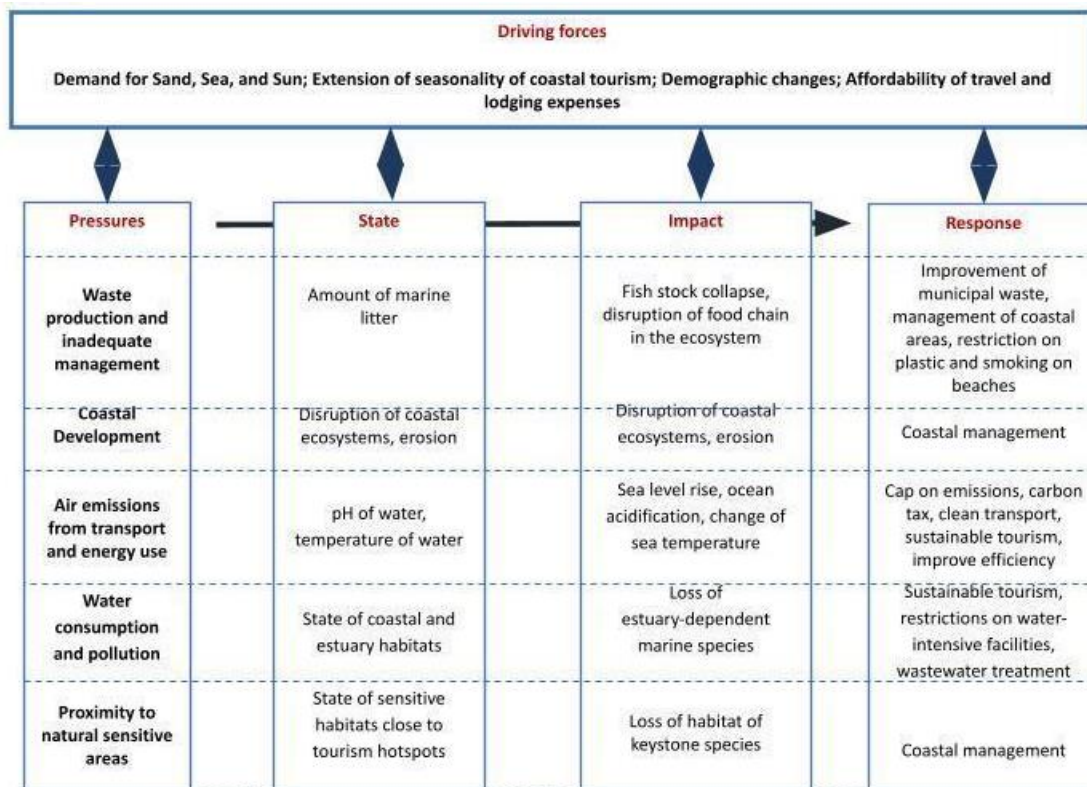 Driving forces
Demand for Sand, Sea, and Sun; Extension of seasonality of coastal tourism; Demographic changes; Affordability of travel and
lodging expenses
Pressures
State
Impact
Response
Waste
production and
inadequate
management
Amount of marine
litter
Fish stock collapse,
disruption of food chain
in the ecosystem
Improvement of
municipal waste,
management of coastal
areas, restriction on
plastic and smoking on
beaches
Coastal
Development
Disruption of coastal
ecosystems, erosion
Disruption of coastal
ecosystems, erosion
Coastal management
Air emissions
from transport
and energy use
pH of water,
temperature of water
Sea level rise, ocean
acidification, change of
sea temperature
Cap on emissions, carbon
tax, clean transport,
sustainable tourism,
improve efficiency
Water
consumption
and pollution
State of coastal and
estuary habitats
Loss of
estuary-dependent
marine species
Sustainable tourism,
restrictions on water-
intensive facilities,
wastewater treatment
Proximity to
natural sensitive
areas
State of sensitive
habitats close to
tourism hotspots
Loss of habitat of
keystone species
Coastal management